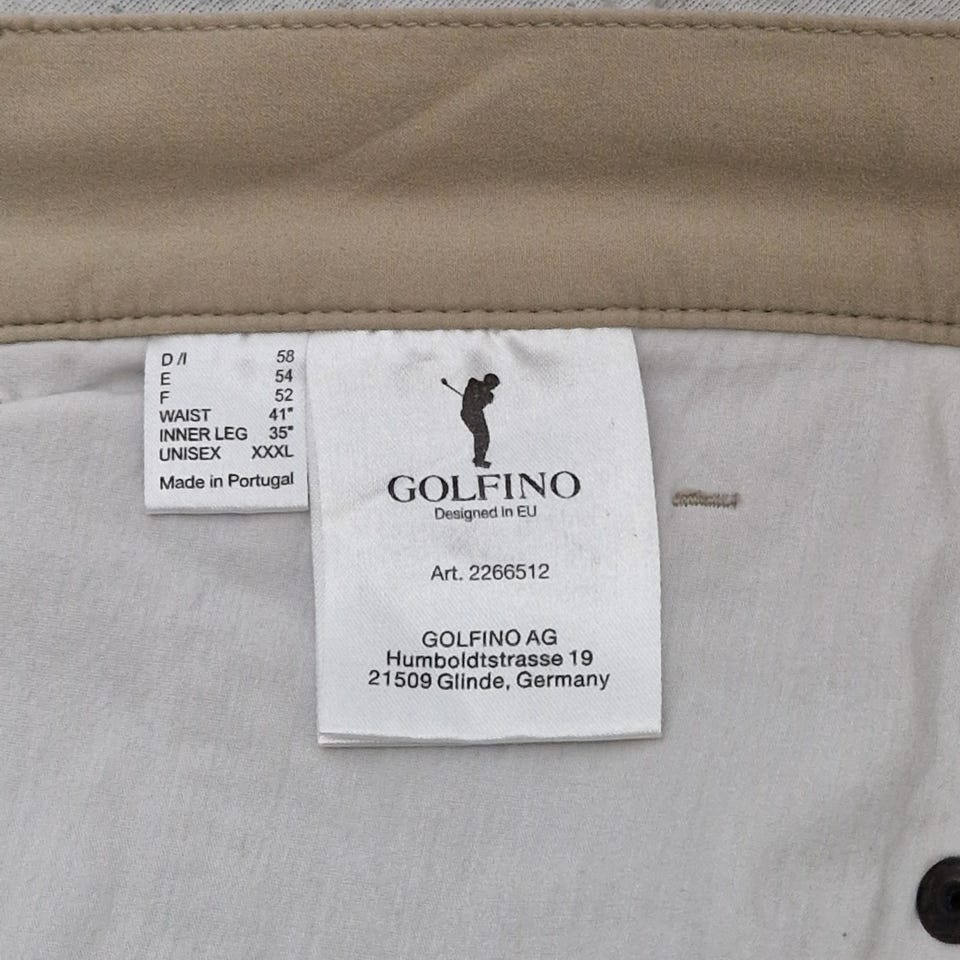 D/I 58
E 54
F 52
WAIST 41"
INNER LEG 35"
UNISEX XXXL
Made in Portugal
GOLFINO
Designed in EU
Art. 2266512
GOLFINO AG
Humboldtstrasse 19
21509 Glinde, Germany